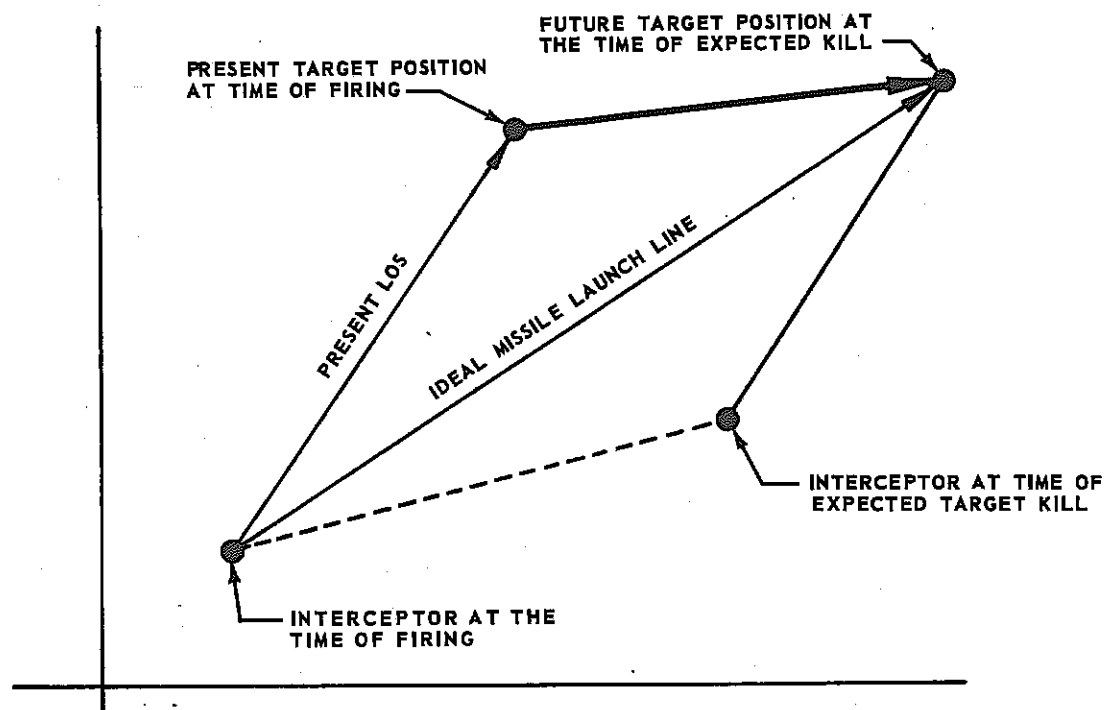 FUTURE TARGET POSITION AT
THE TIME OF EXPECTED KILL
PRESENT TARGET POSITION
AT TIME OF FIRING
PRESENT LOS
IDEAL MISSILE LAUNCH LINE
INTERCEPTOR AT TIME OF
EXPECTED TARGET KILL
INTERCEPTOR AT THE
TIME OF FIRING